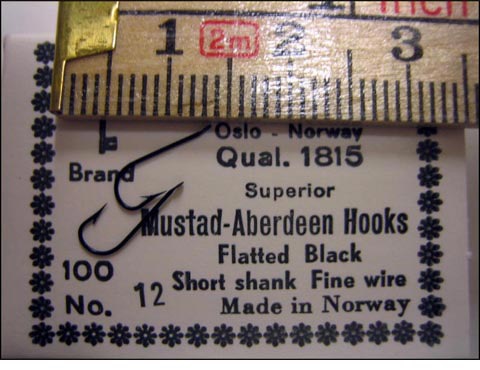 inch
1 2m 2 3
Oslo - Norway
Brand
Qual. 1815
Superior
Mustad-Aberdeen Hooks
Flatted Black
100
Short shank Fine wire
No. 12
Made in Norway